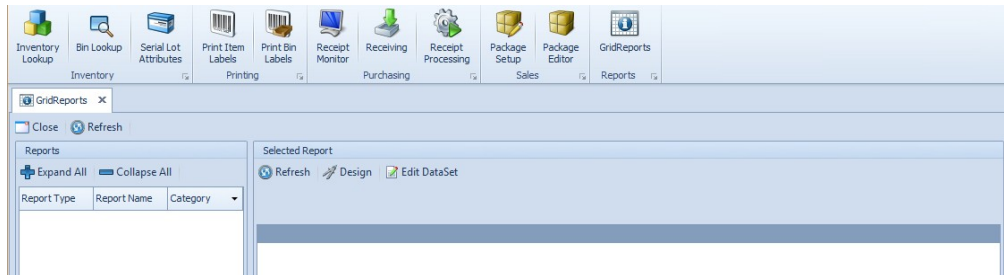 Inventory Lookup
Bin Lookup
Serial Lot Attributes
Print Item Labels
Print Bin Labels
Receipt Monitor
Receiving
Receipt Processing
Package Setup
Package Editor
GridReports
Inventory
Printing
Purchasing
Sales
Reports
GridReports
Close
Refresh
Reports
Selected Report
Expand All
Collapse All
Refresh
Design
Edit DataSet
Report Type
Report Name
Category